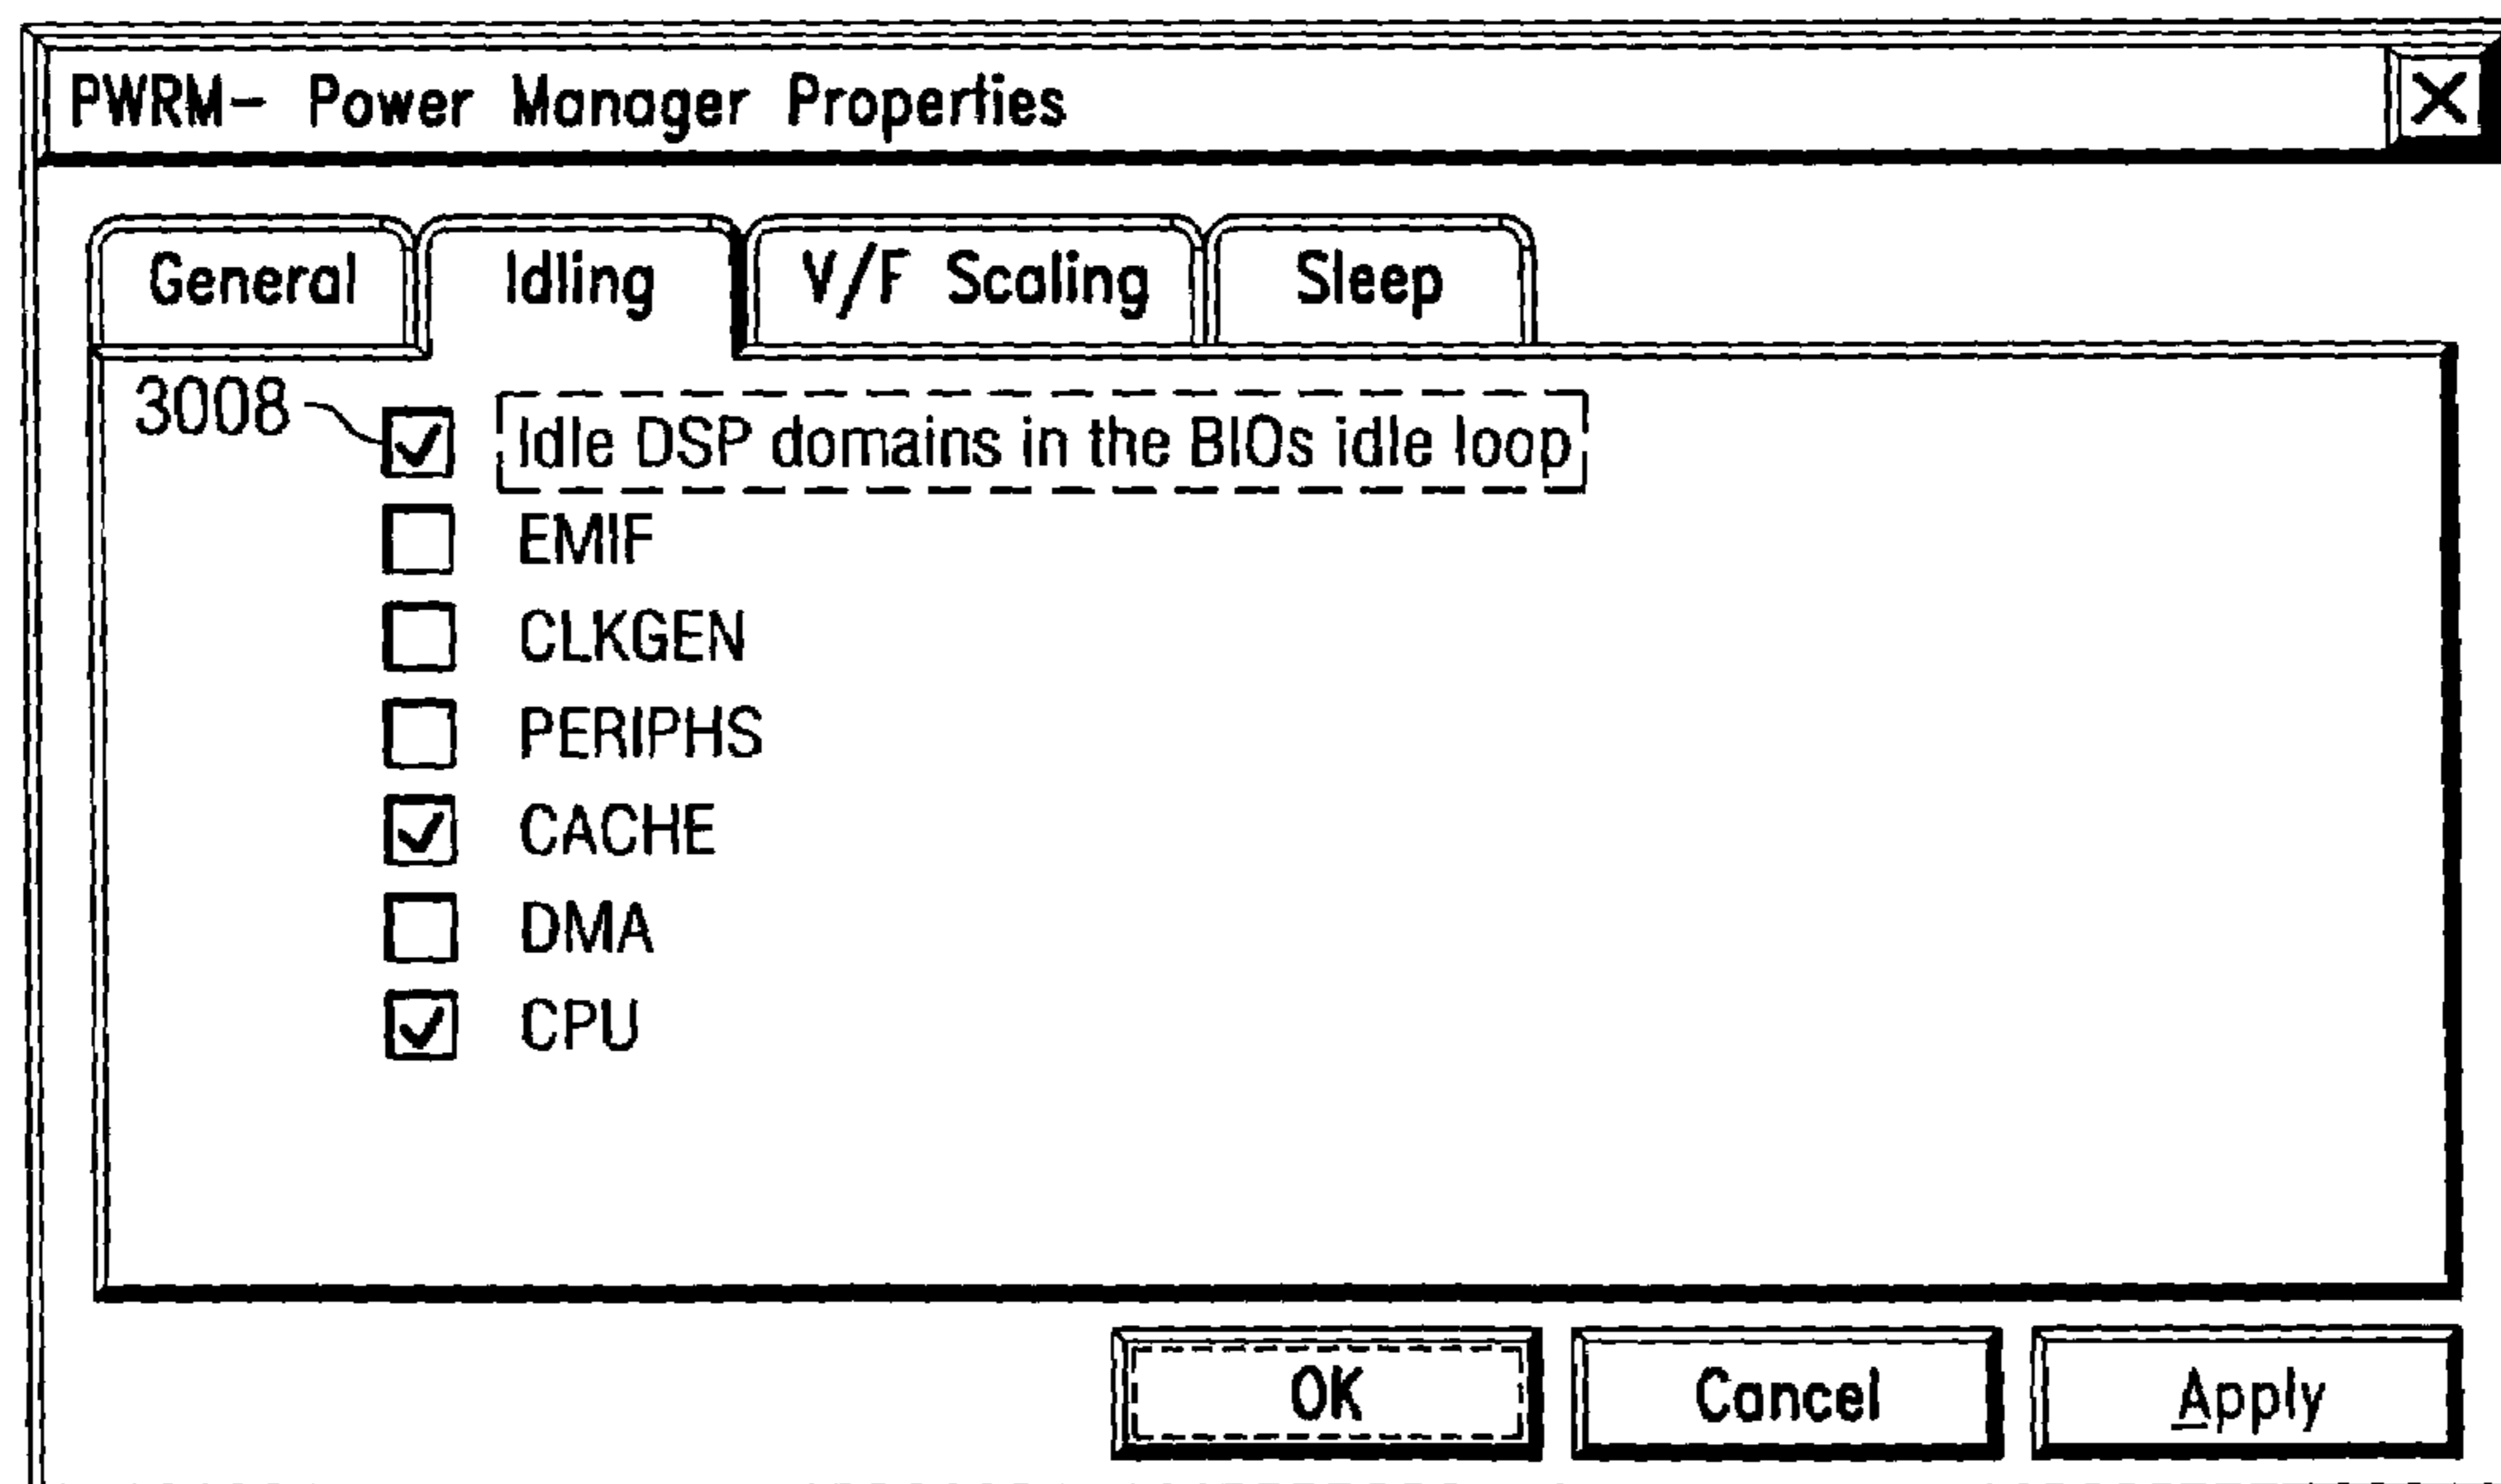 PWRM- Power Manager Properties
General Idling V/F Scaling Sleep
3008 Idle DSP domains in the BIOs idle loop
EMIF
CLKGEN
PERIPHS
CACHE
DMA
CPU
OK Cancel Apply